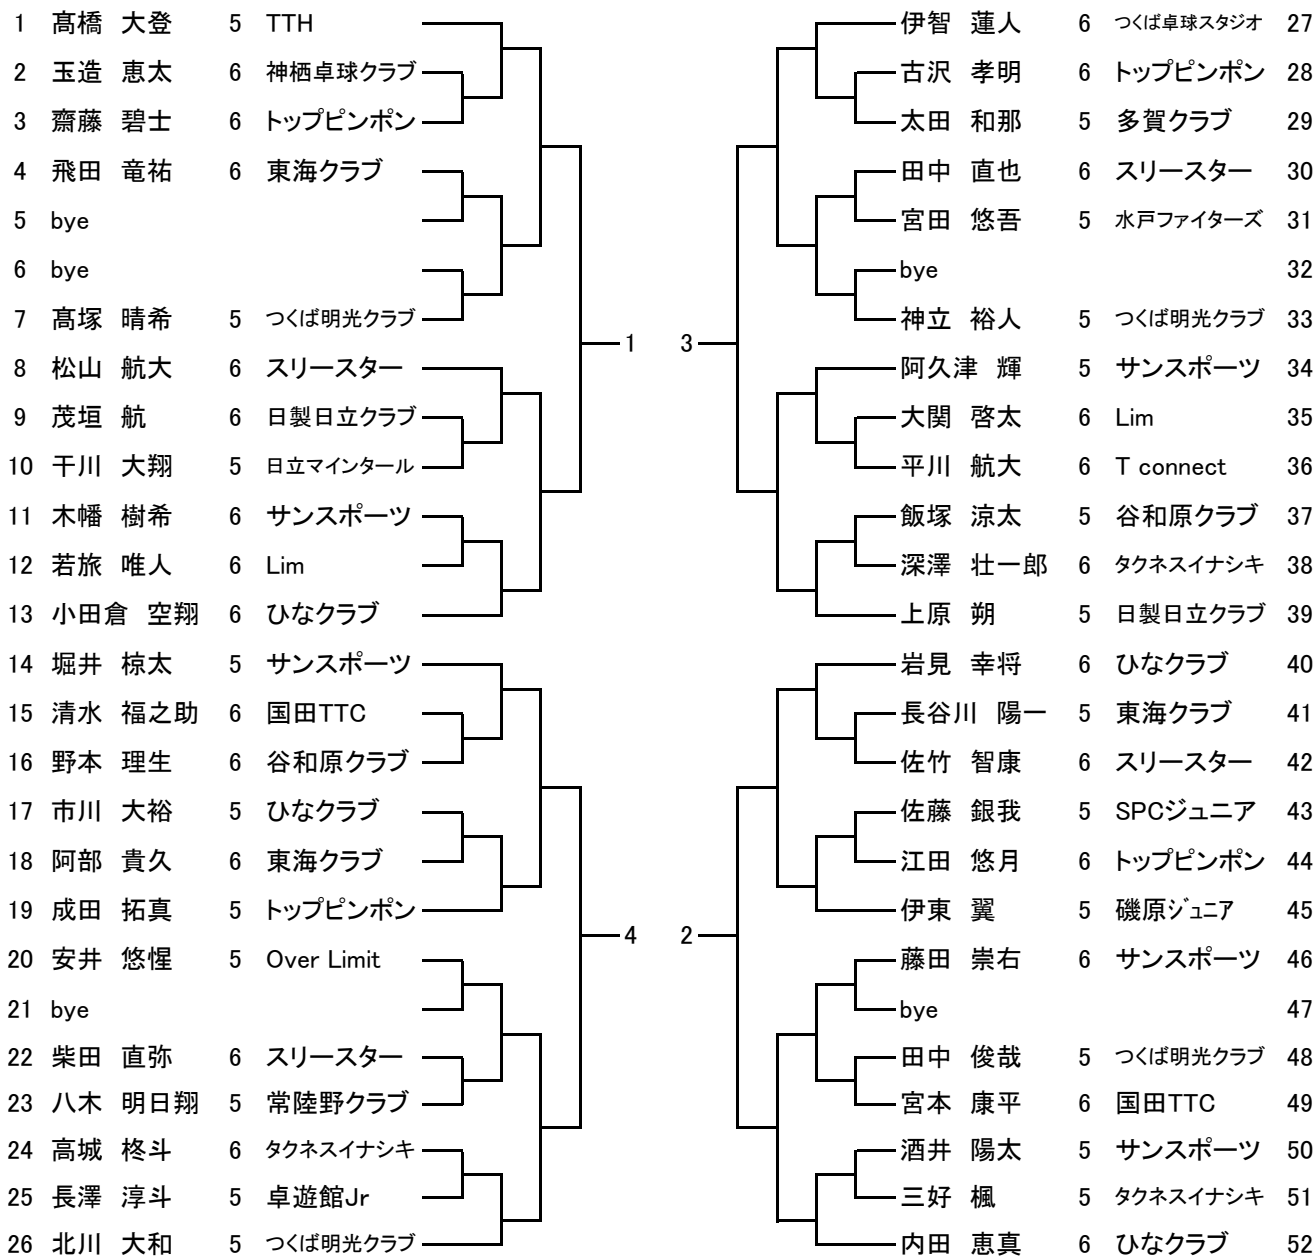 1 髙橋 大登 5 TTH
2 玉造 恵太 6 神栖卓球クラブ
3 齋藤 碧士 6 トップピンポン
4 飛田 竜祐 6 東海クラブ
5 bye
6 bye
7 髙塚 晴希 5 つくば明光クラブ
1
8 松山 航大 6 スリースター
9 茂垣 航 6 日製日立クラブ
10 干川 大翔 5 日立マインタール
11 木幡 樹希 6 サンスポーツ
12 若旅 唯人 6 Lim
13 小田倉 空翔 6 ひなクラブ
14 堀井 椋太 5 サンスポーツ
15 清水 福之助 6 国田TTC
16 野本 理生 6 谷和原クラブ
17 市川 大裕 5 ひなクラブ
18 阿部 貴久 6 東海クラブ
19 成田 拓真 5 トップピンポン
4
20 安井 悠惺 5 Over Limit
21 bye
22 柴田 直弥 6 スリースター
23 八木 明日翔 5 常陸野クラブ
24 高城 柊斗 6 タクネスイナシキ
25 長澤 淳斗 5 卓遊館Jr
26 北川 大和 5 つくば明光クラブ
伊智 蓮人 6 つくば卓球スタジオ 27
古沢 孝明 6 トップピンポン 28
太田 和那 5 多賀クラブ 29
田中 直也 6 スリースター 30
宮田 悠吾 5 水戸ファイターズ 31
bye 32
神立 裕人 5 つくば明光クラブ 33
3
阿久津 輝 5 サンスポーツ 34
大関 啓太 6 Lim 35
平川 航大 6 T connect 36
飯塚 涼太 5 谷和原クラブ 37
深澤 壮一郎 6 タクネスイナシキ 38
上原 朔 5 日製日立クラブ 39
岩見 幸将 6 ひなクラブ 40
長谷川 陽一 5 東海クラブ 41
佐竹 智康 6 スリースター 42
佐藤 銀我 5 SPCジュニア 43
江田 悠月 6 トップピンポン 44
伊東 翼 5 磯原ジュニア 45
2
藤田 崇右 6 サンスポーツ 46
bye 47
田中 俊哉 5 つくば明光クラブ 48
宮本 康平 6 国田TTC 49
酒井 陽太 5 サンスポーツ 50
三好 楓 5 タクネスイナシキ 51
内田 恵真 6 ひなクラブ 52